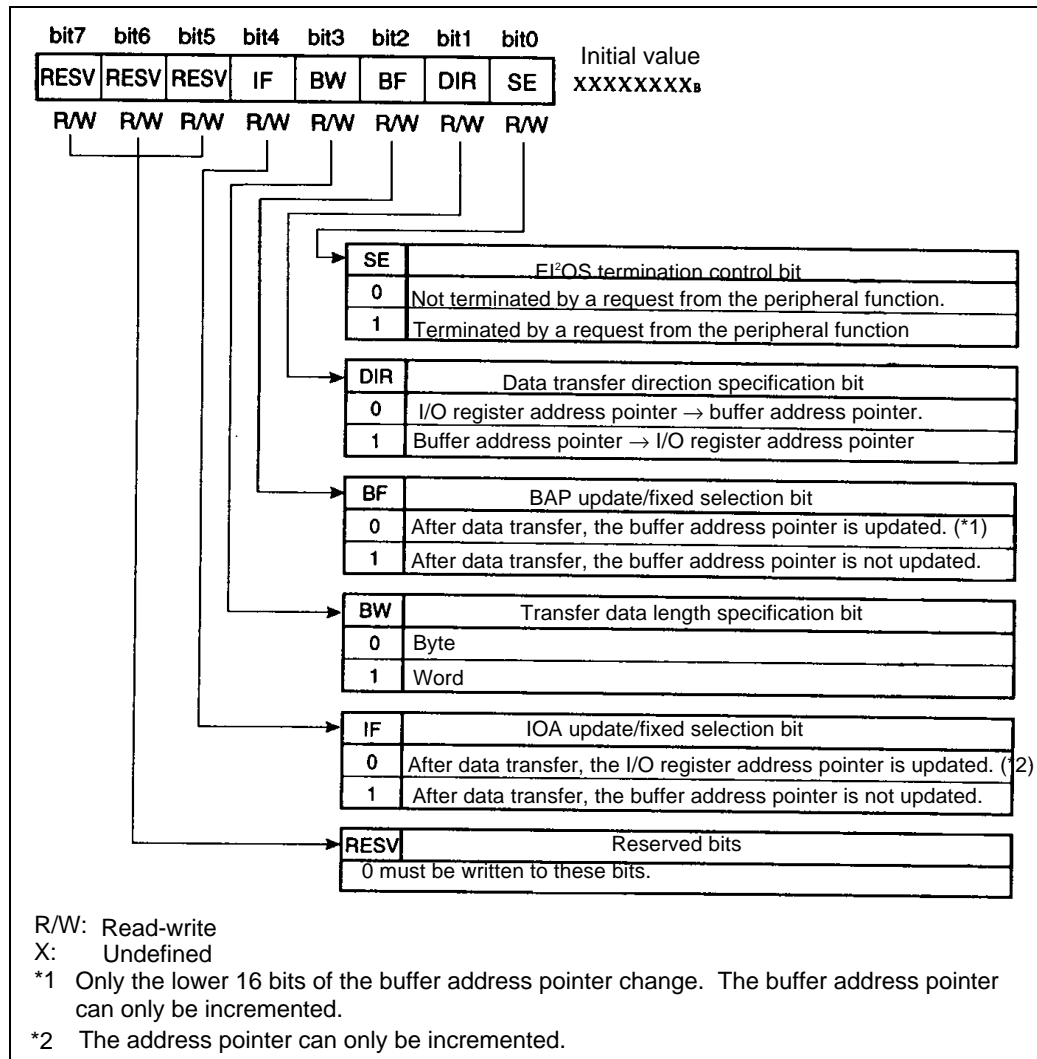 bit7 bit6 bit5 bit4 bit3 bit2 bit1 bit0
Initial value
RESV RESV RESV IF BW BF DIR SE XXXXXXXXB
R/W R/W R/W R/W R/W R/W R/W R/W
SE EI²OS termination control bit
0 Not terminated by a request from the peripheral function.
1 Terminated by a request from the peripheral function
DIR Data transfer direction specification bit
0 I/O register address pointer → buffer address pointer.
1 Buffer address pointer → I/O register address pointer
BF BAP update/fixed selection bit
0 After data transfer, the buffer address pointer is updated. (*1)
1 After data transfer, the buffer address pointer is not updated.
BW Transfer data length specification bit
0 Byte
1 Word
IF IOA update/fixed selection bit
0 After data transfer, the I/O register address pointer is updated. (*2)
1 After data transfer, the buffer address pointer is not updated.
RESV Reserved bits
0 must be written to these bits.
R/W: Read-write
X: Undefined
*1 Only the lower 16 bits of the buffer address pointer change. The buffer address pointer
can only be incremented.
*2 The address pointer can only be incremented.